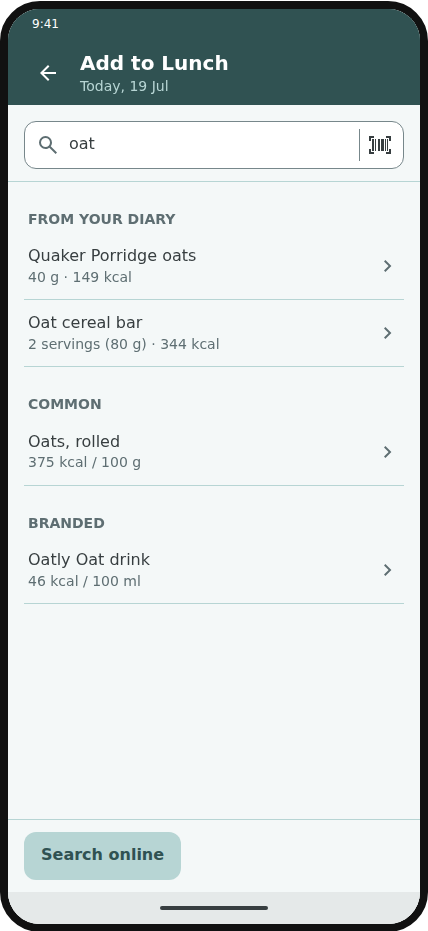 9:41
Add to Lunch
Today, 19 Jul
oat
FROM YOUR DIARY
Quaker Porridge oats
40 g · 149 kcal
Oat cereal bar
2 servings (80 g) · 344 kcal
COMMON
Oats, rolled
375 kcal / 100 g
BRANDED
Oatly Oat drink
46 kcal / 100 ml
Search online